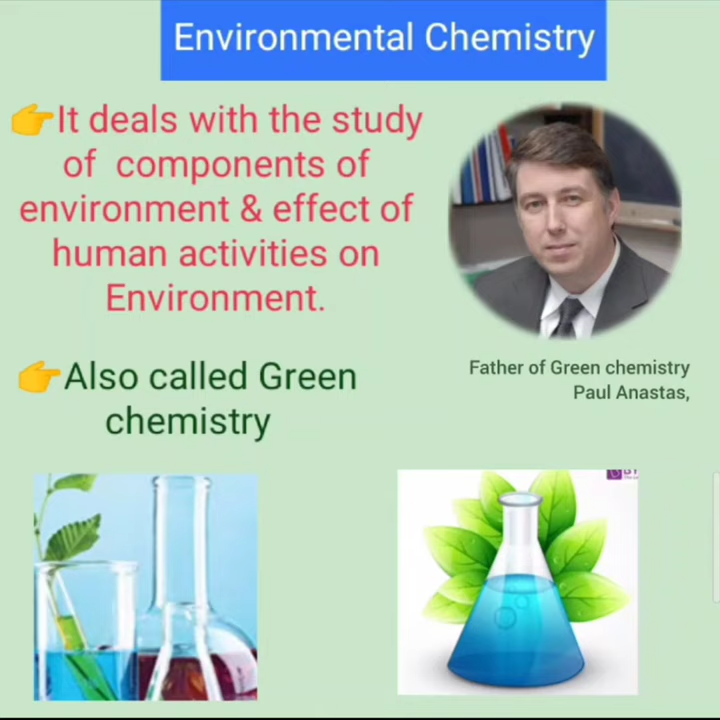 Environmental Chemistry
👉It deals with the study
of components of
environment & effect of
human activities on
Environment.
Father of Green chemistry
Paul Anastas,
👉Also called Green
chemistry